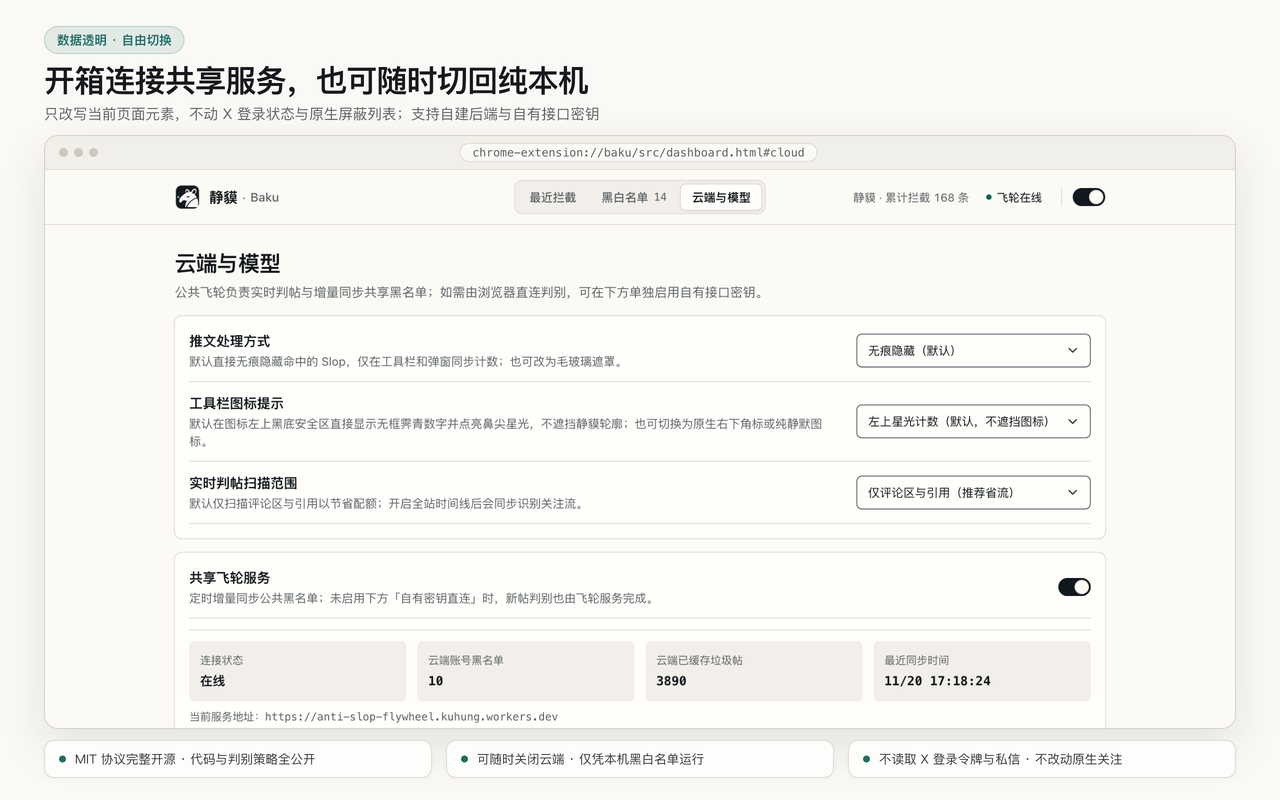 数据透明 · 自由切换
开箱连接共享服务，也可随时切回纯本机
只改写当前页面元素，不动 X 登录状态与原生屏蔽列表；支持自建后端与自有接口密钥
chrome-extension://baku/src/dashboard.html#cloud
静貘 · Baku
最近拦截
黑白名单 14
云端与模型
静貘 · 累计拦截 168 条
飞轮在线
云端与模型
公共飞轮负责实时判帖与增量同步共享黑名单；如需由浏览器直连判别，可在下方单独启用自有接口密钥。
推文处理方式
默认直接无痕隐藏命中的 Slop，仅在工具栏和弹窗同步计数；也可改为毛玻璃遮罩。
无痕隐藏（默认）
工具栏图标提示
默认在图标左上黑底安全区直接显示无框霁青数字并点亮鼻尖星光，不遮挡静貘轮廓；也可切换为原生右下角标或纯静默图
标。
左上星光计数（默认，不遮挡图标）
实时判帖扫描范围
默认仅扫描评论区与引用以节省配额；开启全站时间线后会同步识别关注流。
仅评论区与引用（推荐省流）
共享飞轮服务
定时增量同步公共黑名单；未启用下方「自有密钥直连」时，新帖判别也由飞轮服务完成。
连接状态
在线
云端账号黑名单
10
云端已缓存垃圾帖
3890
最近同步时间
11/20 17:18:24
当前服务地址：https://anti-slop-flywheel.kuhung.workers.dev
MIT 协议完整开源 · 代码与判别策略全公开
可随时关闭云端 · 仅凭本机黑白名单运行
不读取 X 登录令牌与私信 · 不改动原生关注